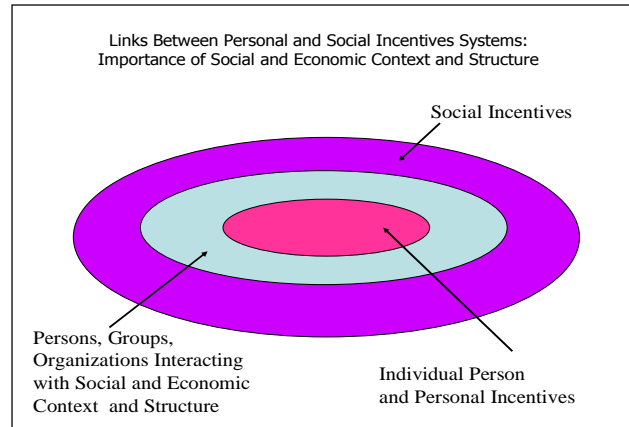 Links Between Personal and Social Incentives Systems:
Importance of Social and Economic Context and Structure
Social Incentives
Persons, Groups,
Organizations Interacting
with Social and Economic
Context and Structure
Individual Person
and Personal Incentives